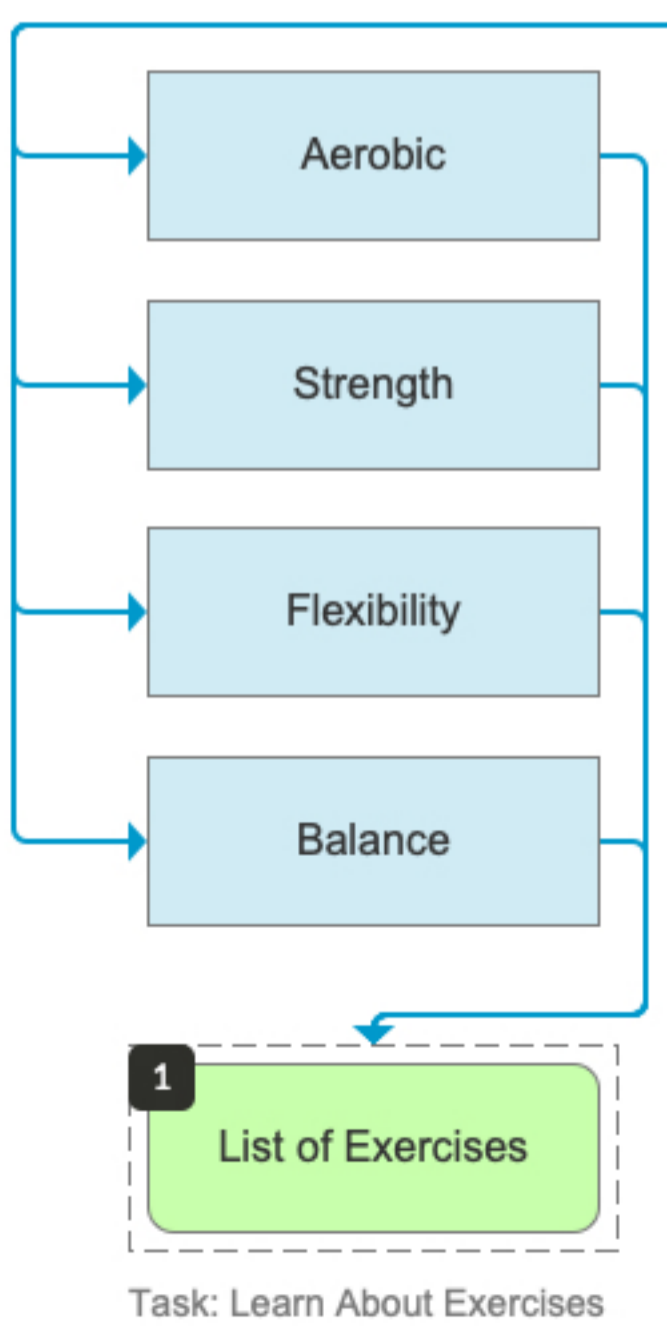 Aerobic
Strength
Flexibility
Balance
1
List of Exercises
Task: Learn About Exercises